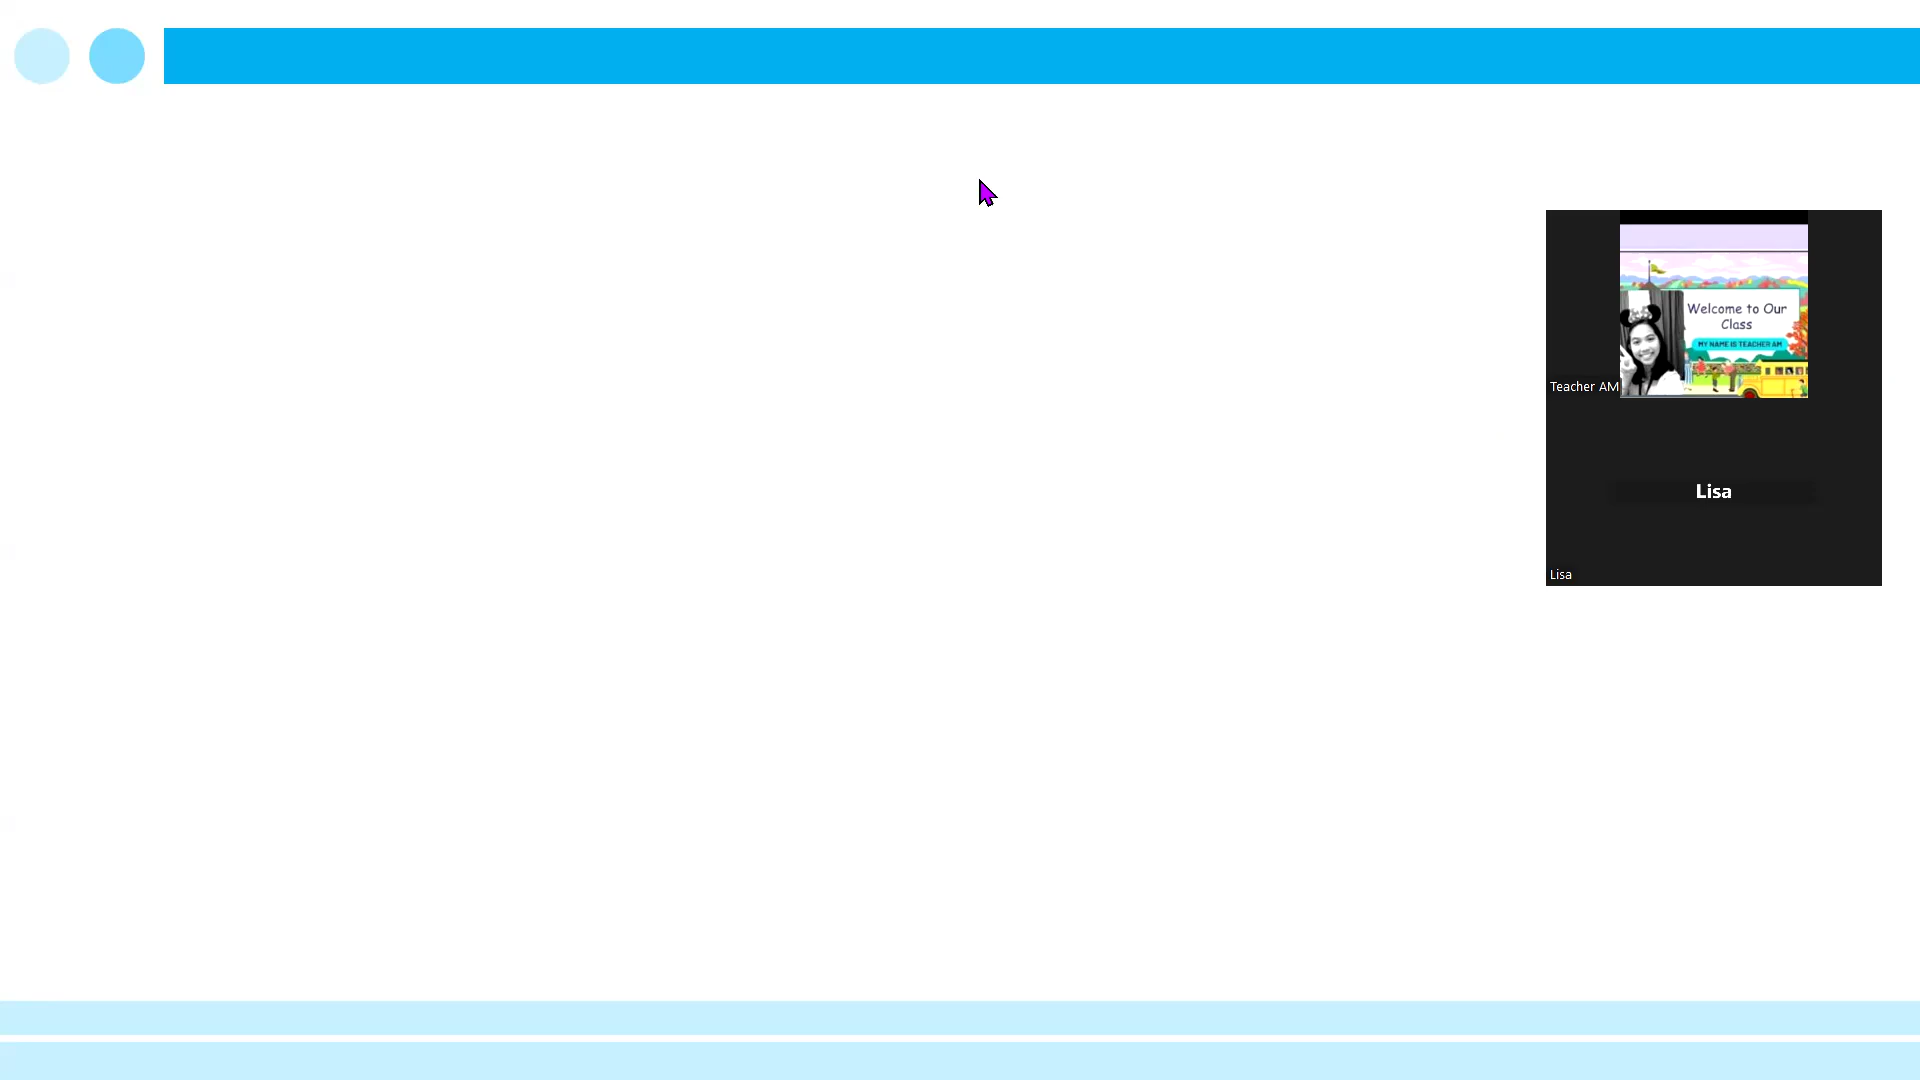 Welcome to Our
Class
MY NAME IS TEACHER AM
Teacher AM
Lisa
Lisa